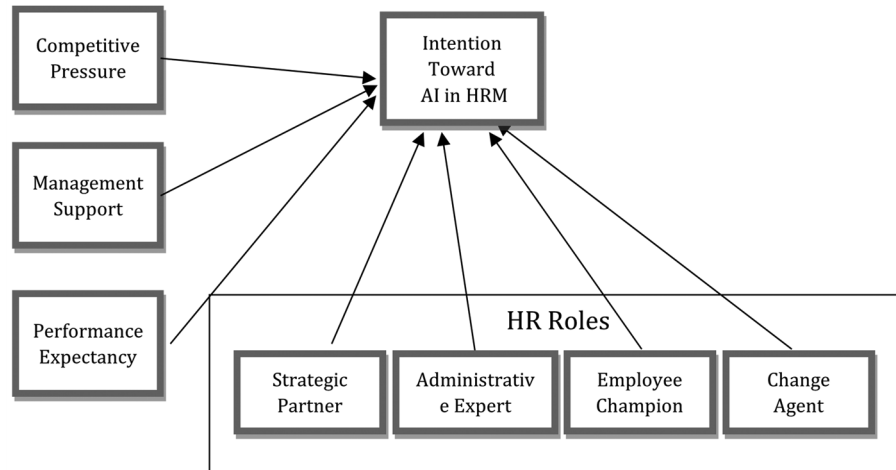 Competitive
Pressure
Intention
Toward
AI in HRM
Management
Support
Performance
Expectancy
HR Roles
Strategic
Partner
Administrativ
e Expert
Employee
Champion
Change
Agent